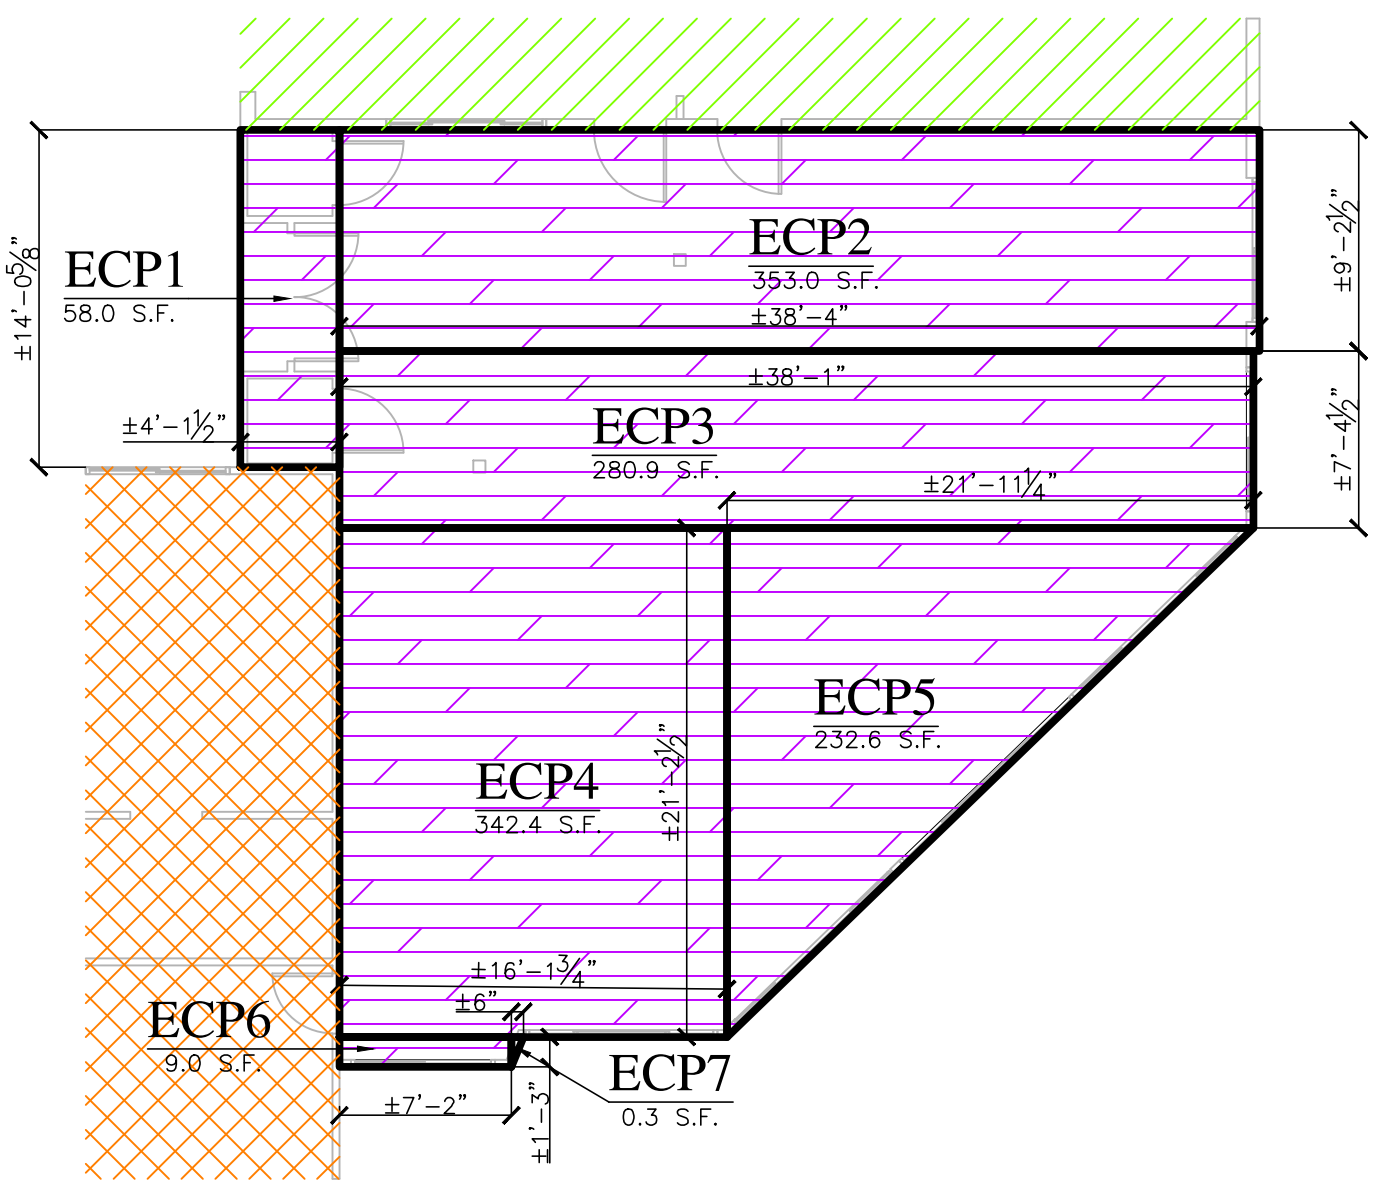 ECP1
58.0 S.F.
±14'-0⅝"
±4'-1½"
ECP2
353.0 S.F.
±38'-4"
±9'-2½"
±38'-1"
ECP3
280.9 S.F.
±21'-11¼"
±7'-4½"
ECP4
342.4 S.F.
±21'-2½"
ECP5
232.6 S.F.
±16'-1¾"
±6"
ECP6
9.0 S.F.
ECP7
0.3 S.F.
±7'-2"
±1'-3"